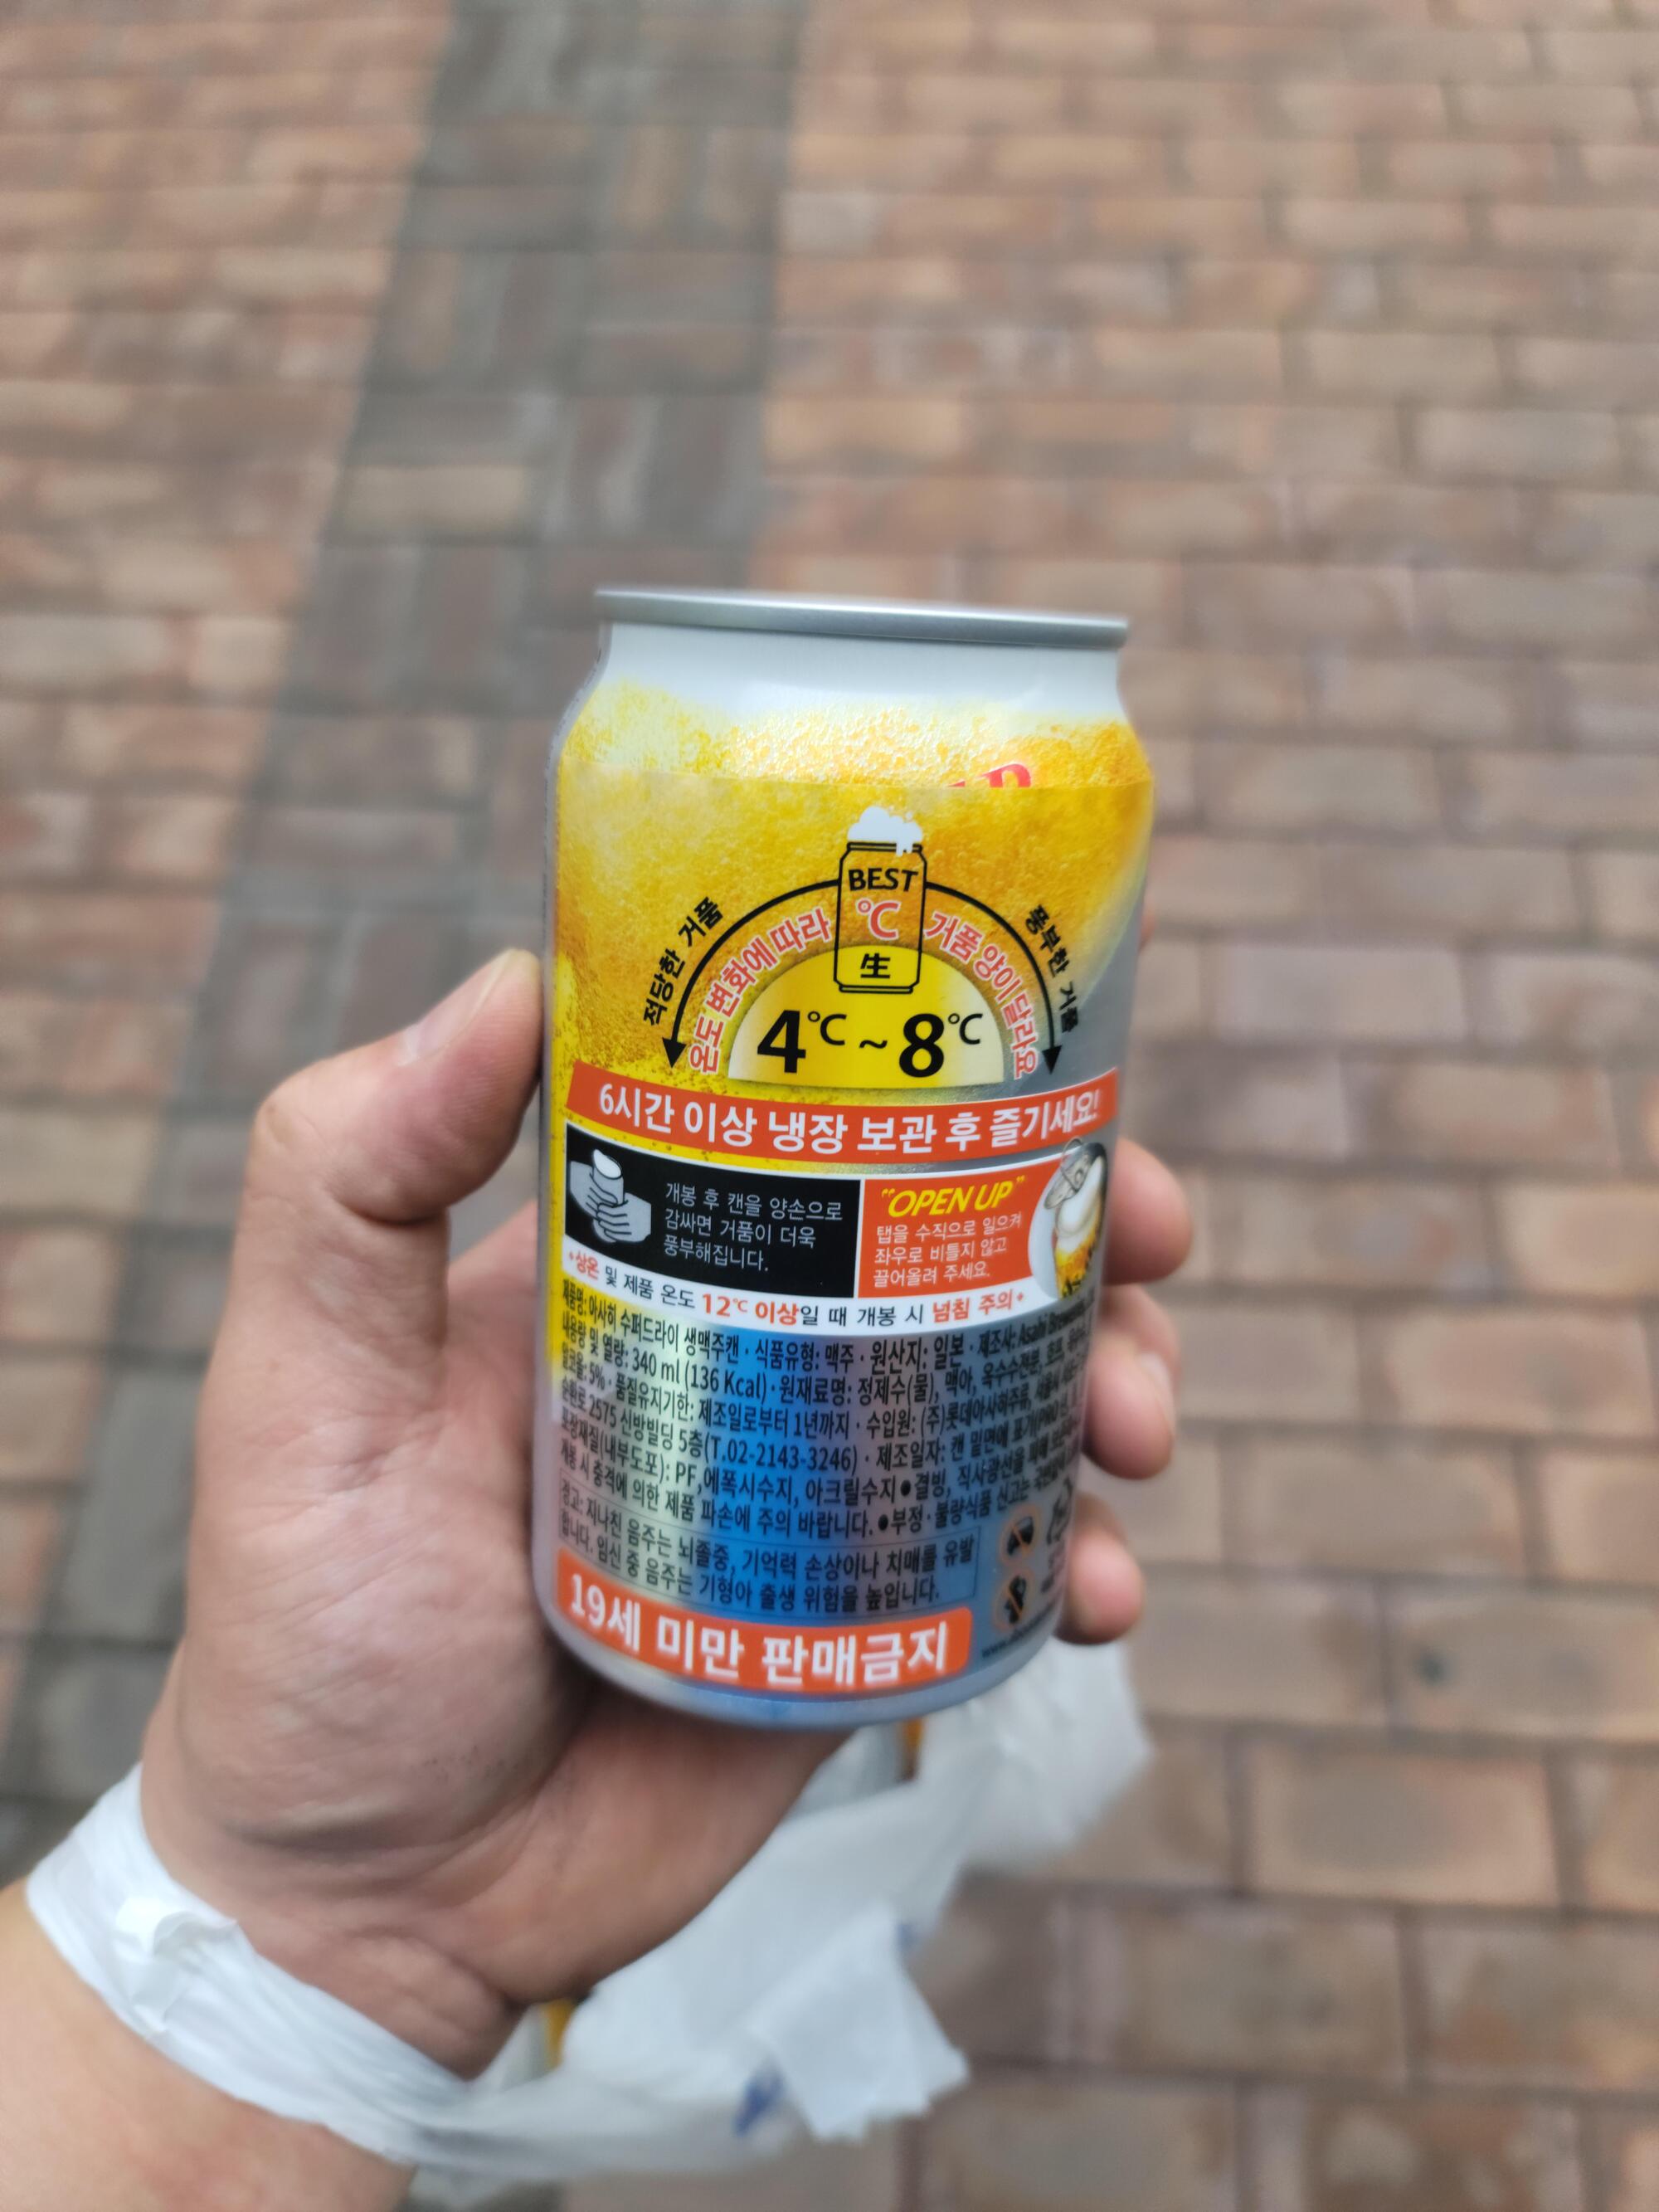 BEST
℃
生
적당한 거품
풍부한 거품
온도 변화에 따라 거품 양이 달라요
4℃~8℃
6시간 이상 냉장 보관 후 즐기세요!
개봉 후 캔을 양손으로
감싸면 거품이 더욱
풍부해집니다.
"OPEN UP"
탭을 수직으로 일으켜
좌우로 비틀지 않고
끌어올려 주세요.
*상온 및 제품 온도 12℃ 이상일 때 개봉 시 넘침 주의*
제품명: 아사히 수퍼드라이 생맥주캔 · 식품유형: 맥주 · 원산지: 일본 · 제조사: Asahi
내용량 및 열량: 340 ml (136 Kcal) · 원재료명: 정제수(물), 맥아, 옥수수전분, 호프,
알코올: 5% · 품질유지기한: 제조일로부터 1년까지 · 수입원: (주)롯데아사히주류,
2575 신방빌딩 5층(T.02-2143-3246) · 제조일자: 캔 밑면에 표기
포장재질(내부도포): PF,에폭시수지, 아크릴수지 ●결빙, 직사광선을
개봉 시 충격에 의한 제품 파손에 주의 바랍니다. ●부정·불량식품 신고는
경고: 지나친 음주는 뇌졸중, 기억력 손상이나 치매를 유발
합니다. 임신 중 음주는 기형아 출생 위험을 높입니다.
19세 미만 판매금지